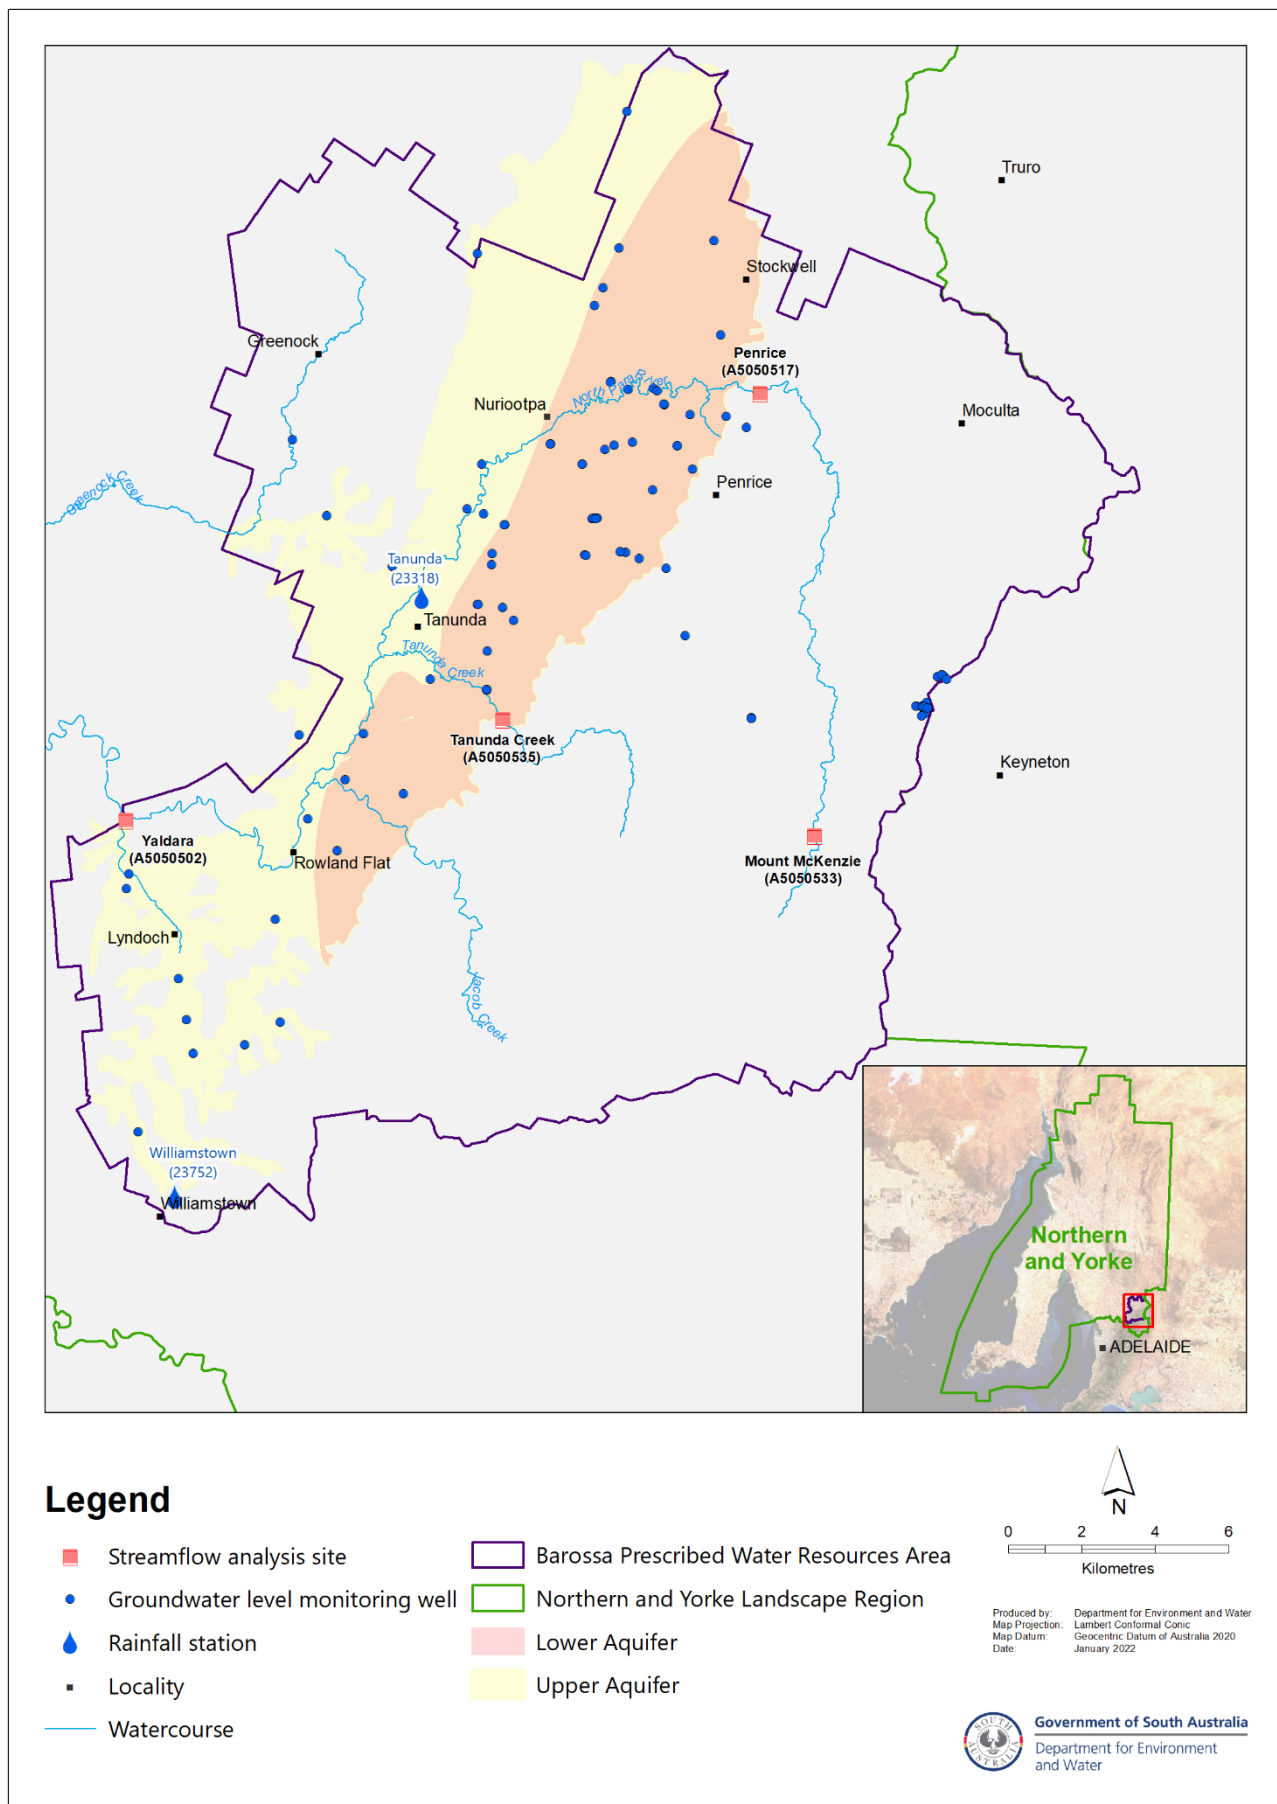 Truro
Stockwell
Greenock
Penrice
(A5050517)
North Para River
Nuriootpa
Moculta
Greenock Creek
Penrice
Tanunda
(23318)
Tanunda
Tanunda Creek
Tanunda Creek
(A5050535)
Keyneton
Yaldara
(A5050502)
Rowland Flat
Mount McKenzie
(A5050533)
Lyndoch
Jacob Creek
Williamstown
(23752)
Williamstown
Northern
and Yorke
ADELAIDE
Legend
Streamflow analysis site
Groundwater level monitoring well
Rainfall station
Locality
Watercourse
Barossa Prescribed Water Resources Area
Northern and Yorke Landscape Region
Lower Aquifer
Upper Aquifer
N
0 2 4 6
Kilometres
Produced by: Department for Environment and Water
Map Projection: Lambert Conformal Conic
Map Datum: Geocentric Datum of Australia 2020
Date: January 2022
SOUTH AUSTRALIA
Government of South Australia
Department for Environment
and Water